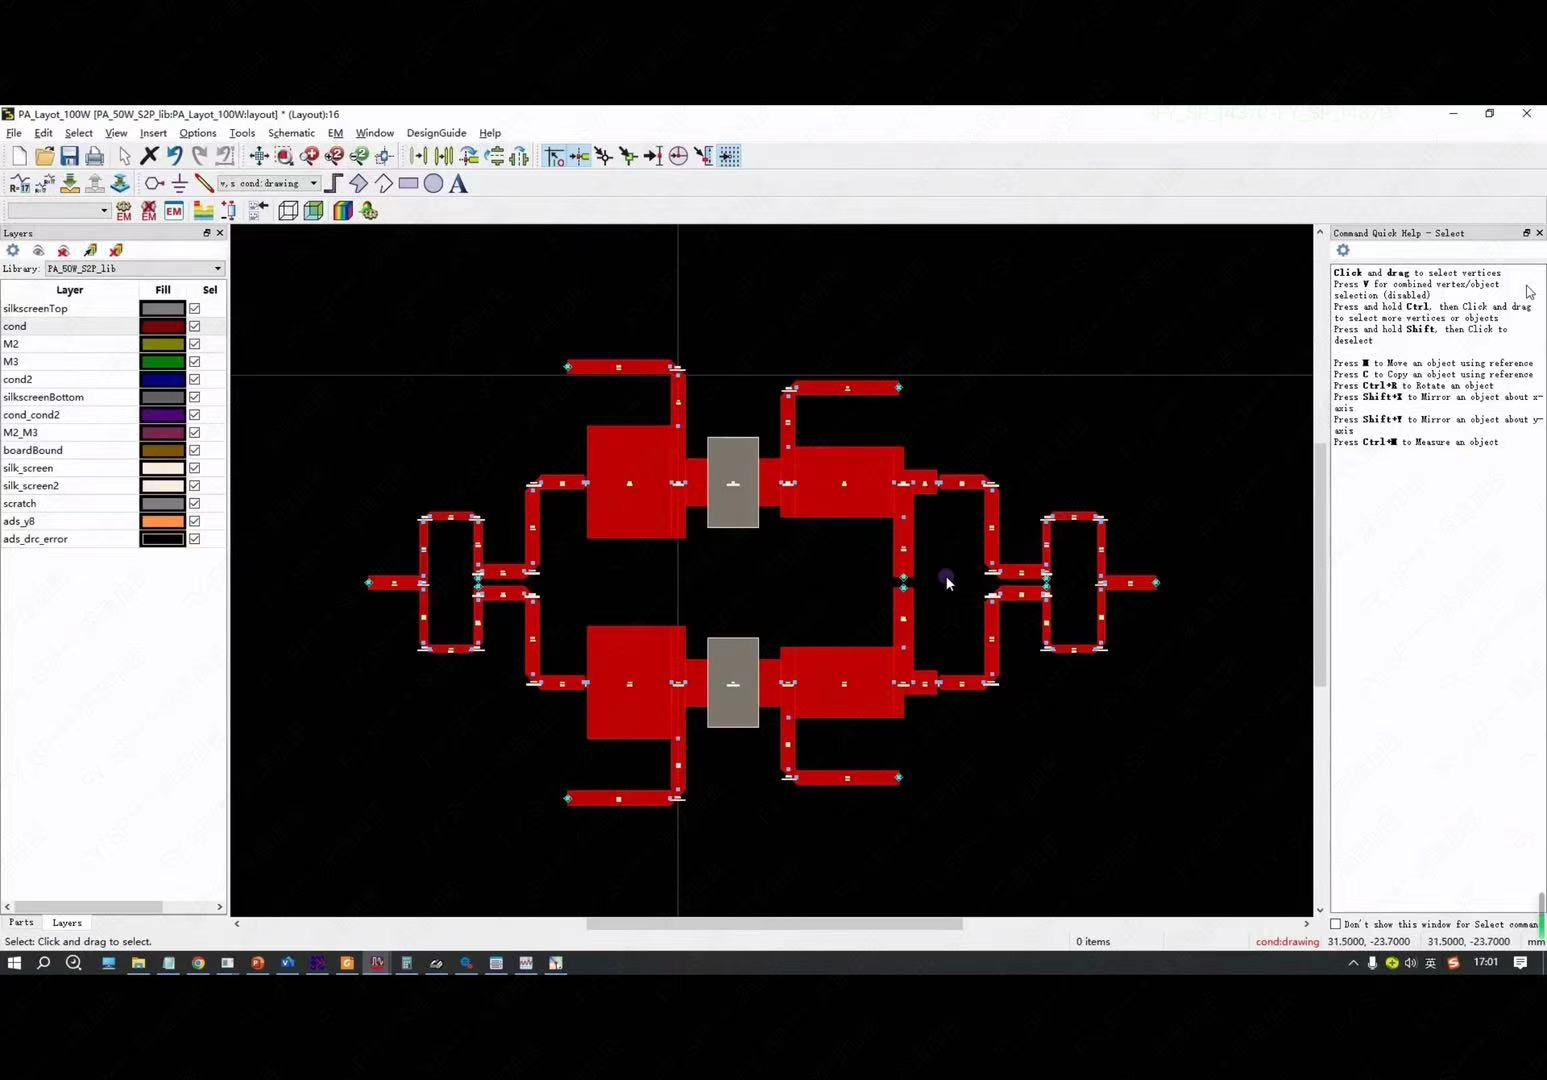 PA_Layot_100W [PA_50W_S2P_lib:PA_Layot_100W:layout] * (Layout):16
File Edit Select View Insert Options Tools Schematic EM Window DesignGuide Help
v,s cond:drawing
EM EM EM
Layers
Library: PA_50W_S2P_lib
Layer Fill Sel
silkscreenTop
cond
M2
M3
cond2
silkscreenBottom
cond_cond2
M2_M3
boardBound
silk_screen
silk_screen2
scratch
ads_y8
ads_drc_error
Parts Layers
Command Quick Help - Select
Click and drag to select vertices
Press V for combined vertex/object
selection (disabled)
Press and hold Ctrl, then Click and drag
to select more vertices or objects
Press and hold Shift, then Click to
deselect
Press M to Move an object using reference
Press C to Copy an object using reference
Press Ctrl+R to Rotate an object
Press Shift+X to Mirror an object about x-
axis
Press Shift+Y to Mirror an object about y-
axis
Press Ctrl+M to Measure an object
Don't show this window for Select comman
Select: Click and drag to select.
0 items
cond:drawing
31.5000, -23.7000
31.5000, -23.7000
mm
英
17:01